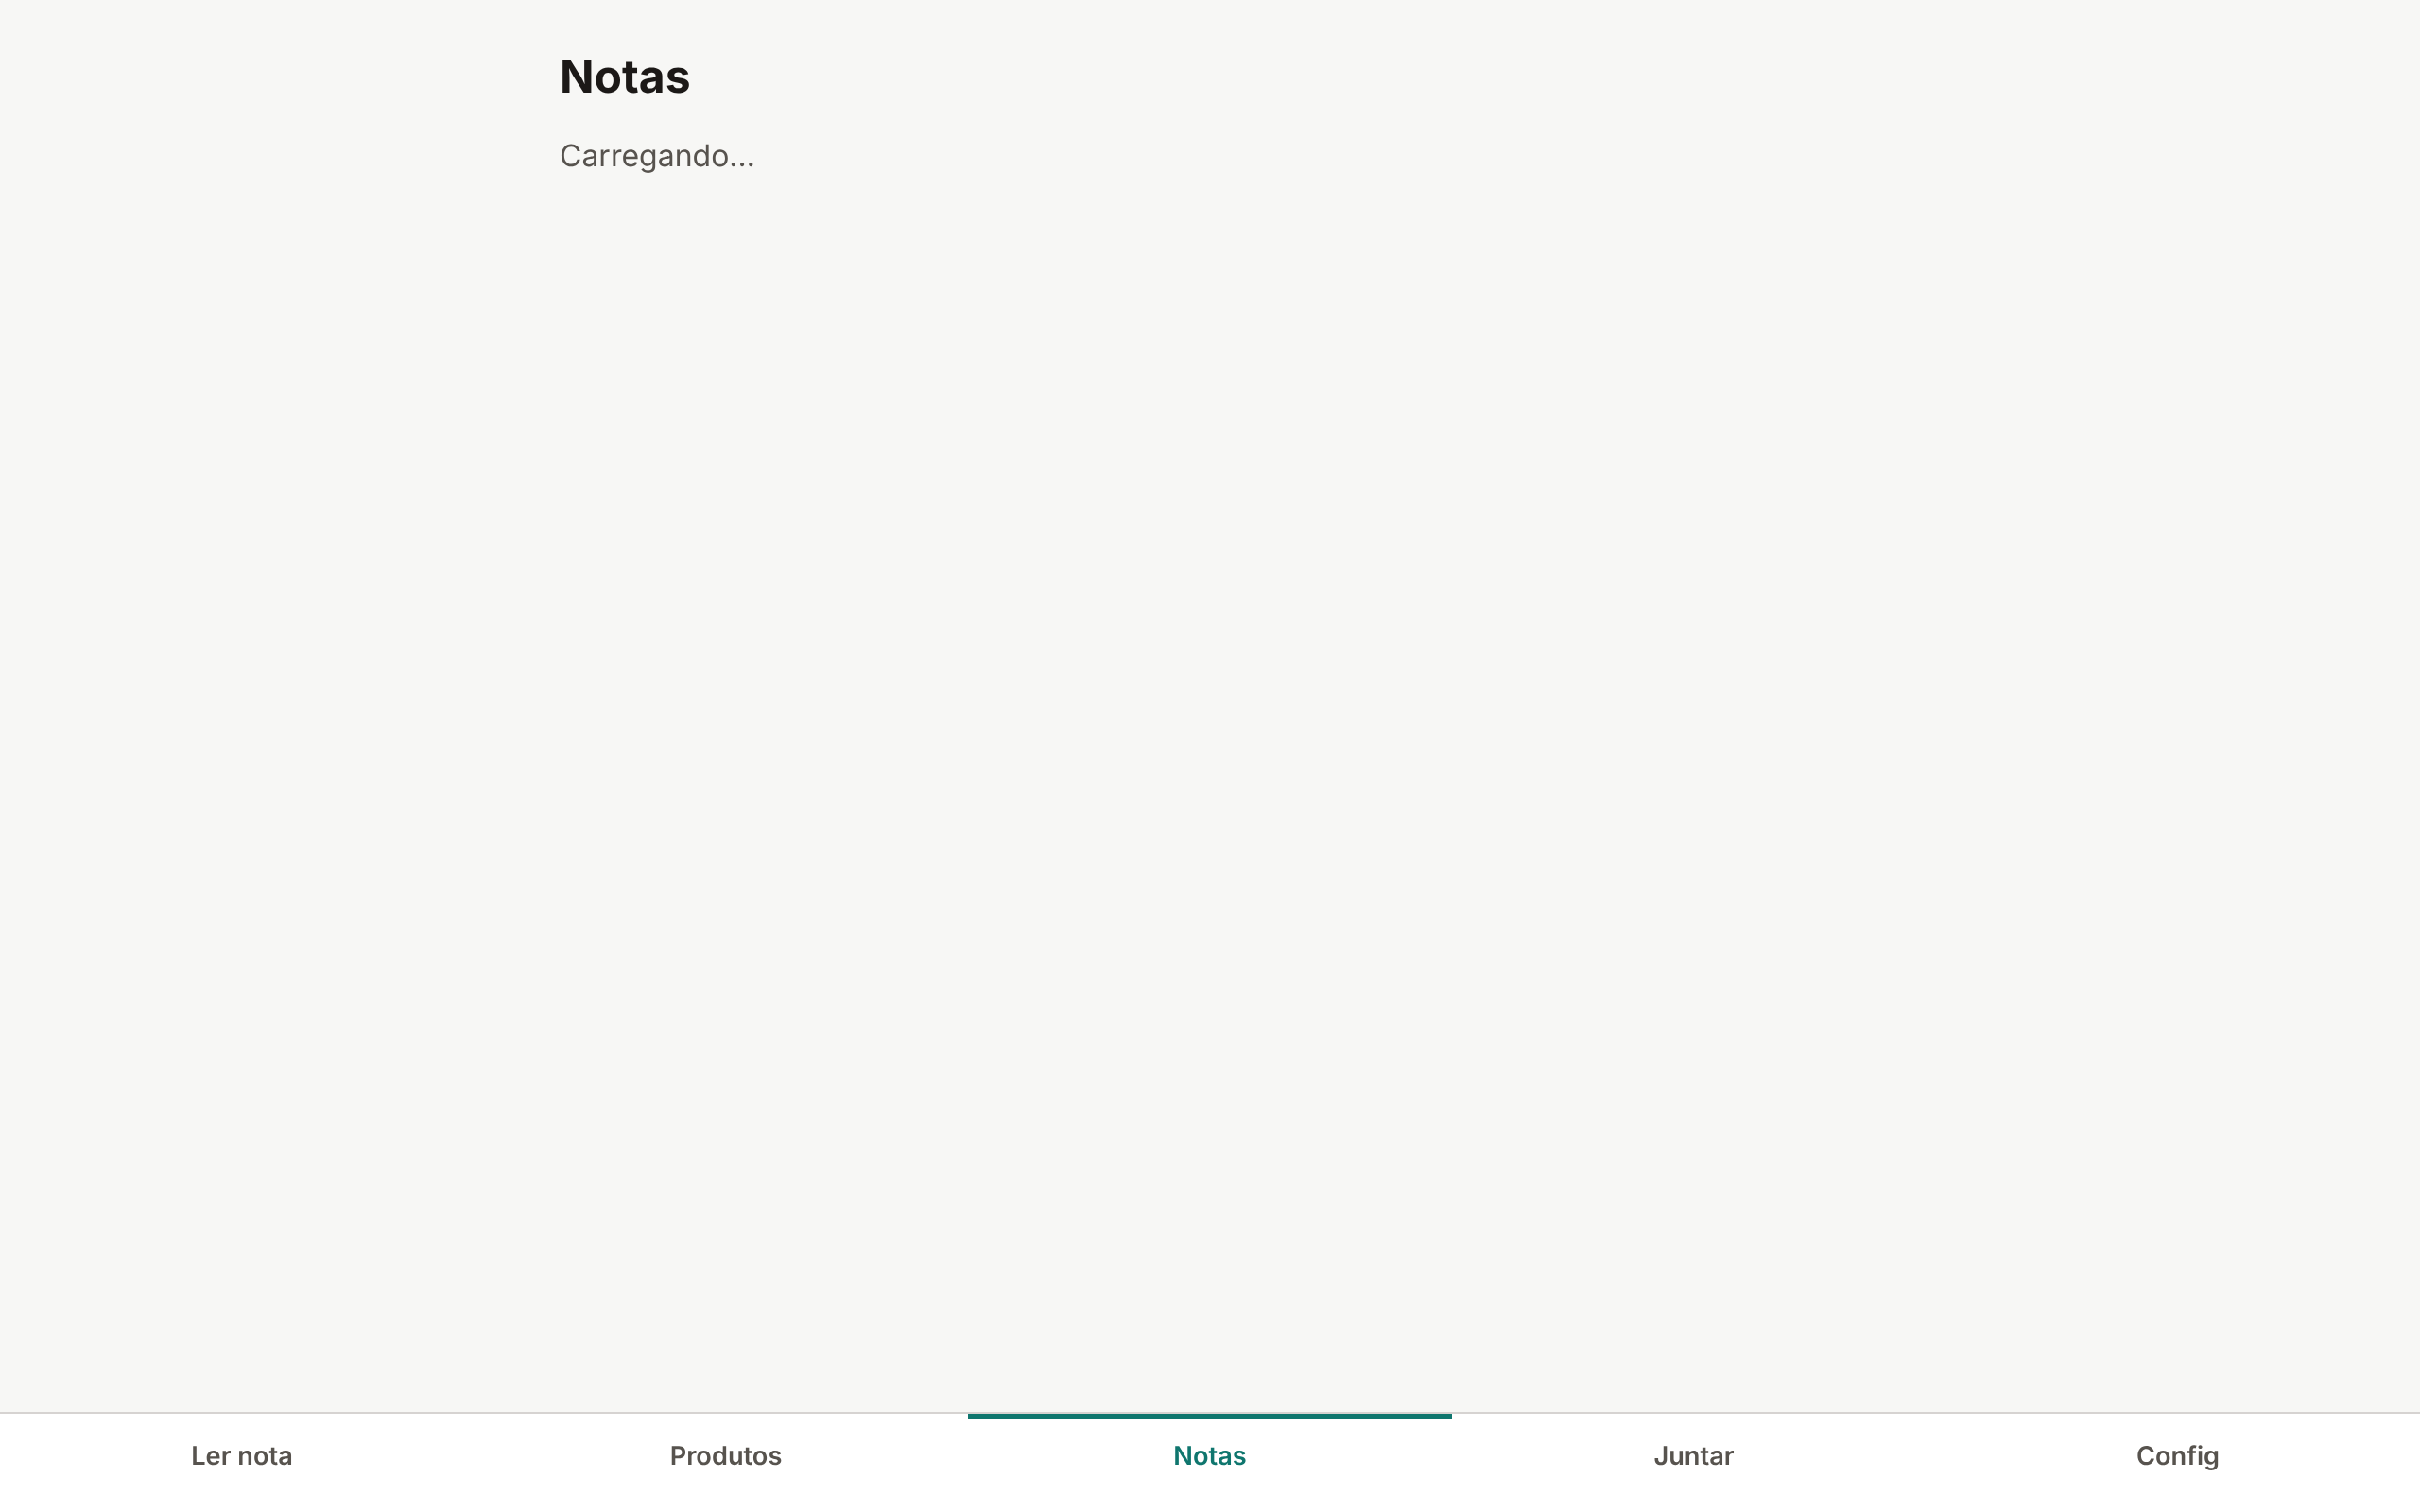 Notas
Carregando...
Ler nota
Produtos
Notas
Juntar
Config